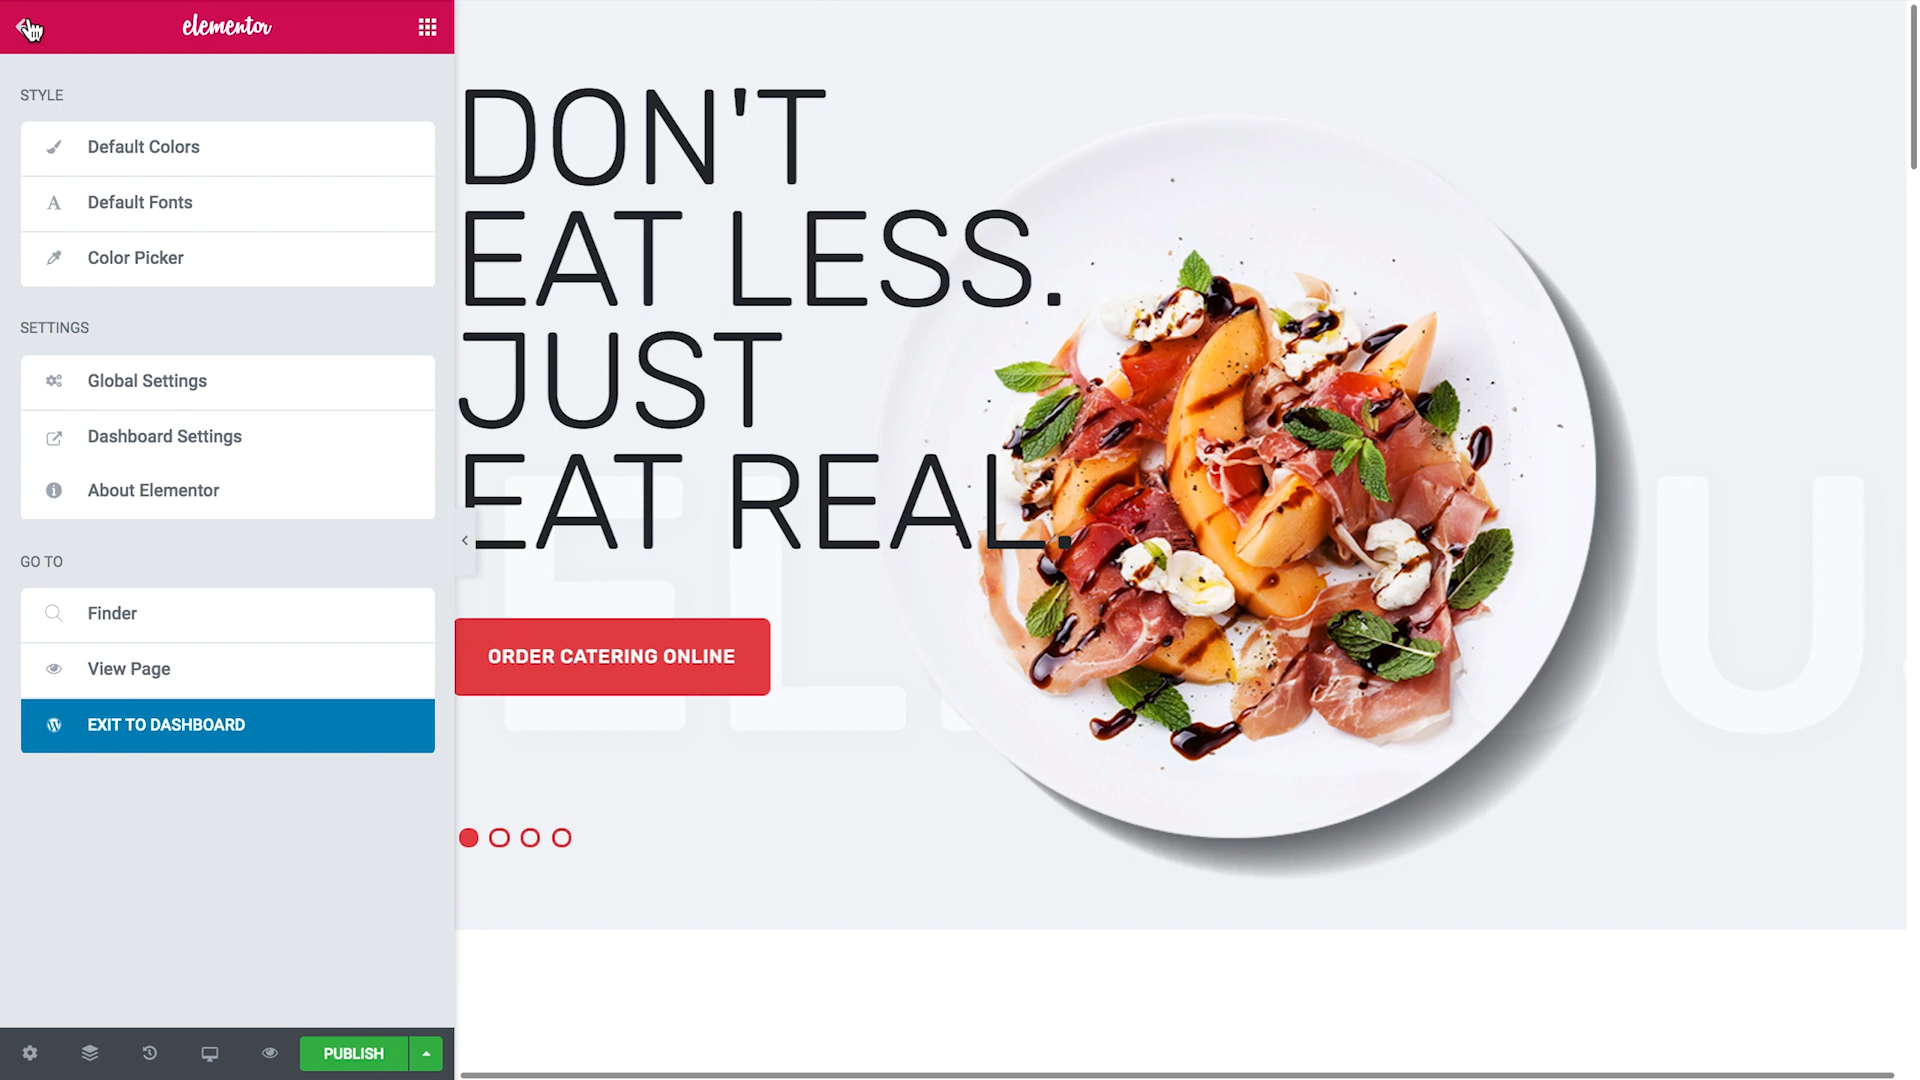 elementor
STYLE
Default Colors
A Default Fonts
Color Picker
SETTINGS
Global Settings
Dashboard Settings
About Elementor
GO TO
Finder
View Page
EXIT TO DASHBOARD
PUBLISH
DON'T
EAT LESS.
JUST
EAT REAL.
ORDER CATERING ONLINE